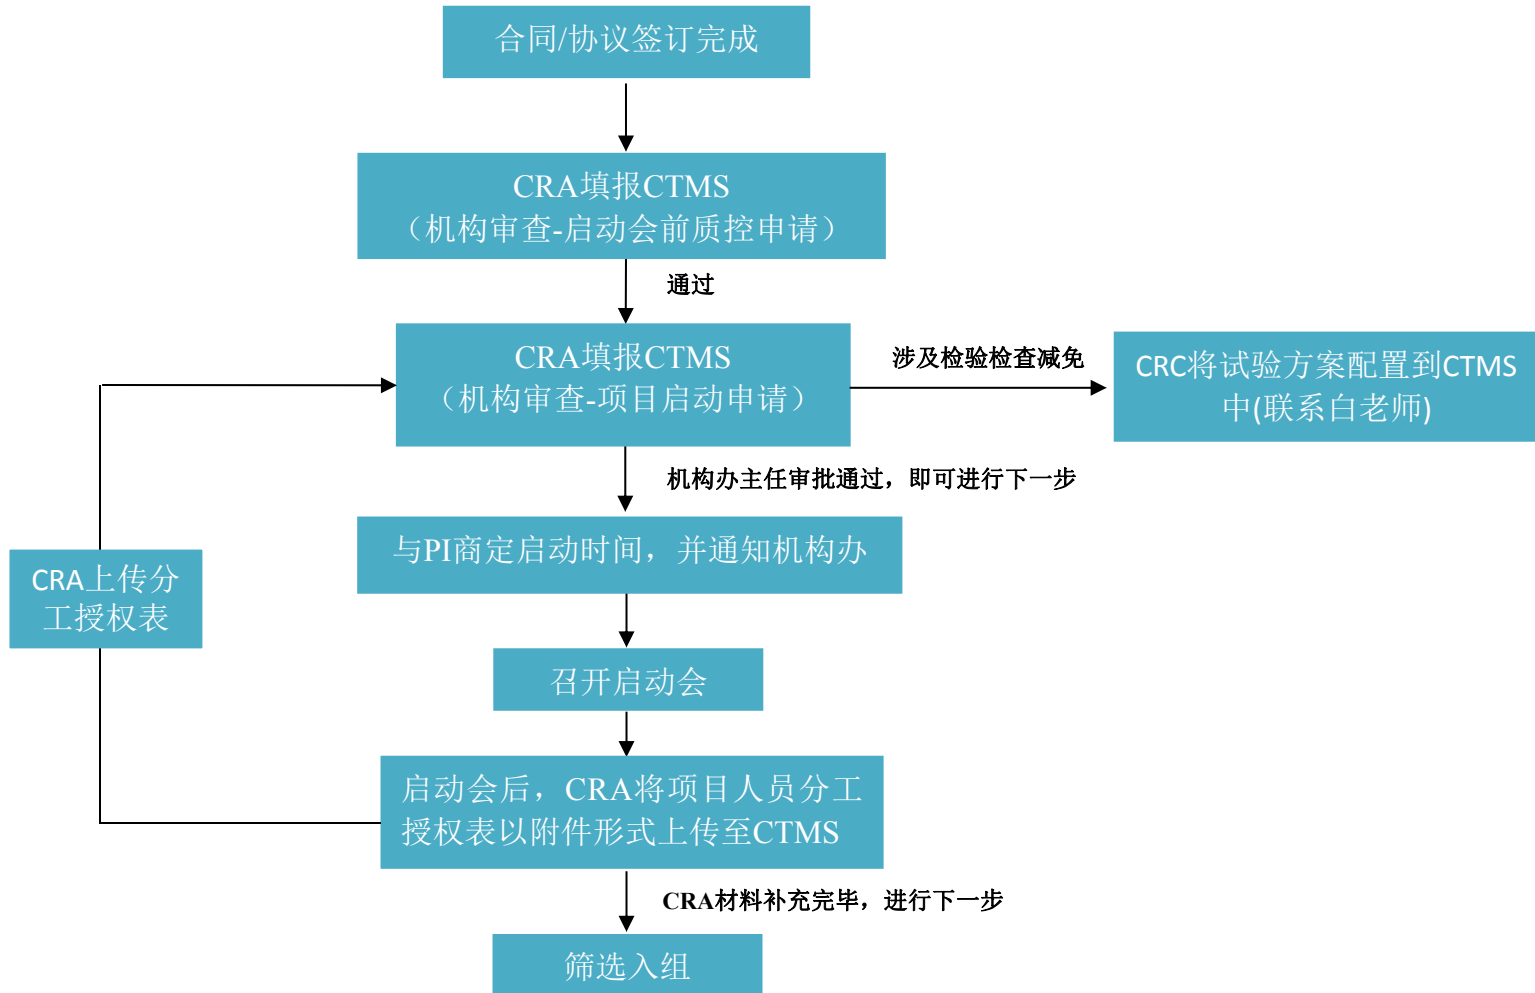 合同/协议签订完成
CRA填报CTMS
（机构审查-启动会前质控申请）
通过
CRA填报CTMS
（机构审查-项目启动申请）
涉及检验检查减免
CRC将试验方案配置到CTMS
中(联系白老师)
机构办主任审批通过，即可进行下一步
与PI商定启动时间，并通知机构办
CRA上传分
工授权表
召开启动会
启动会后，CRA将项目人员分工
授权表以附件形式上传至CTMS
CRA材料补充完毕，进行下一步
筛选入组